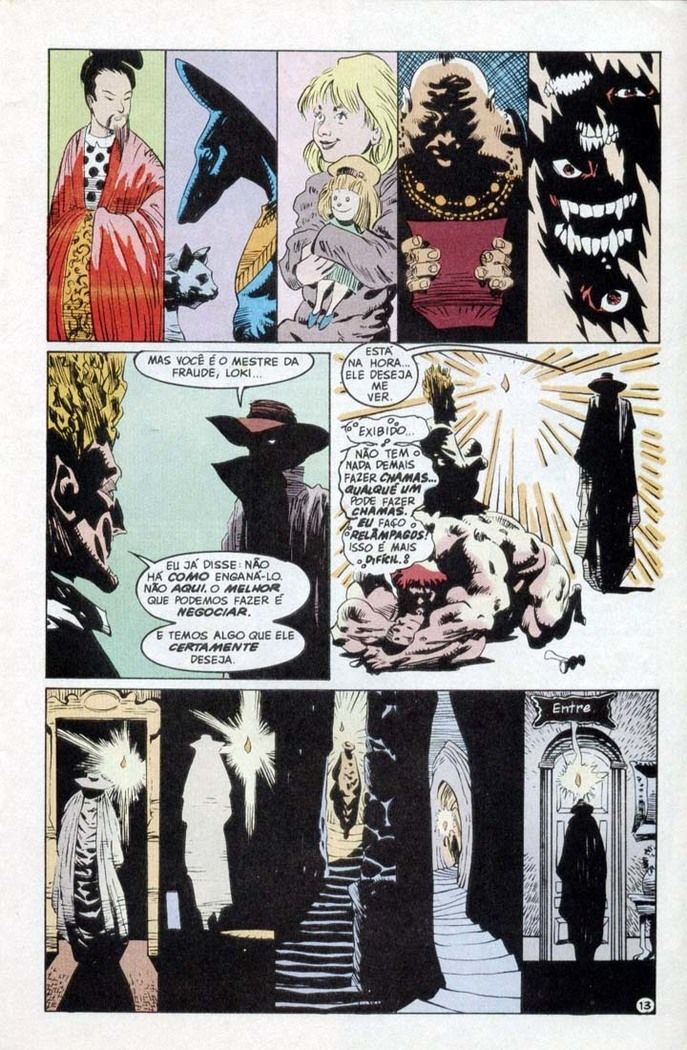 MAS VOCÊ É O MESTRE DA
FRAUDE, LOKI...
EU JÁ DISSE: NÃO
HÁ COMO ENGANÁ-LO.
NÃO AQUI. O MELHOR
QUE PODEMOS FAZER É
NEGOCIAR.
E TEMOS ALGO QUE ELE
CERTAMENTE
DESEJA.
ESTÁ
NA HORA...
ELE DESEJA
ME
VER.
EXIBIDO...
NÃO TEM
NADA DEMAIS
FAZER CHAMAS...
QUALQUÉ UM
PODE FAZER
CHAMAS.
EU FAÇO
RELÂMPAGOS!
ISSO É MAIS
DIFÍCIL.
Entre
13